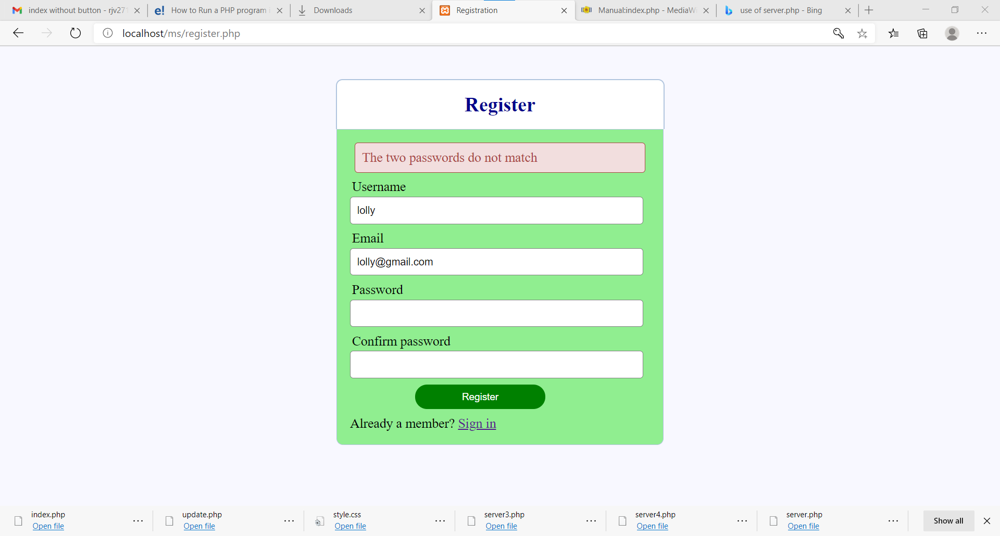 index without button - rjv271
How to Run a PHP program i
Downloads
Registration
Manual:index.php - MediaWi
use of server.php - Bing
localhost/ms/register.php
Register
The two passwords do not match
Username
lolly
Email
lolly@gmail.com
Password
Confirm password
Register
Already a member? Sign in
index.php
Open file
update.php
Open file
style.css
Open file
server3.php
Open file
server4.php
Open file
server.php
Open file
Show all